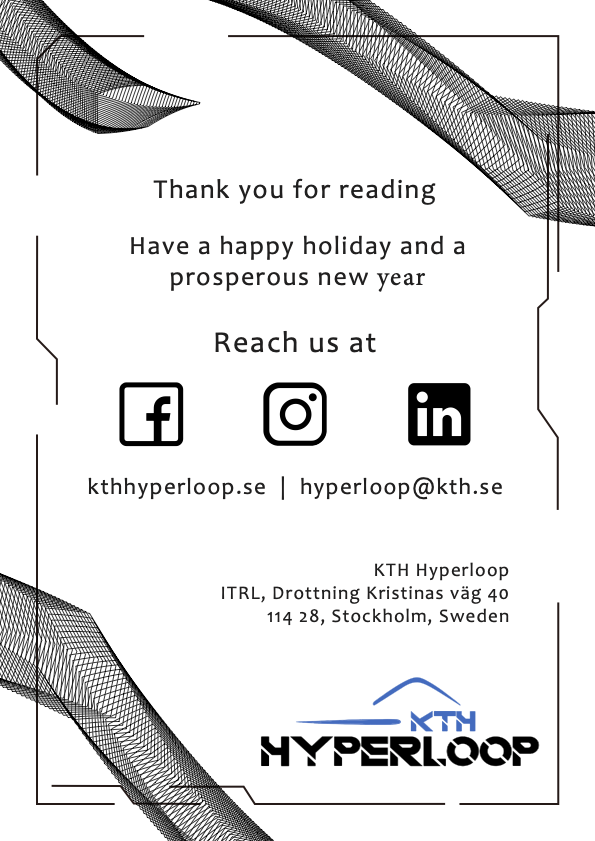 Thank you for reading
Have a happy holiday and a
prosperous new year
Reach us at
f
in
kthhyperloop.se | hyperloop@kth.se
KTH Hyperloop
ITRL, Drottning Kristinas väg 40
114 28, Stockholm, Sweden
KTH
HYPERLOOP